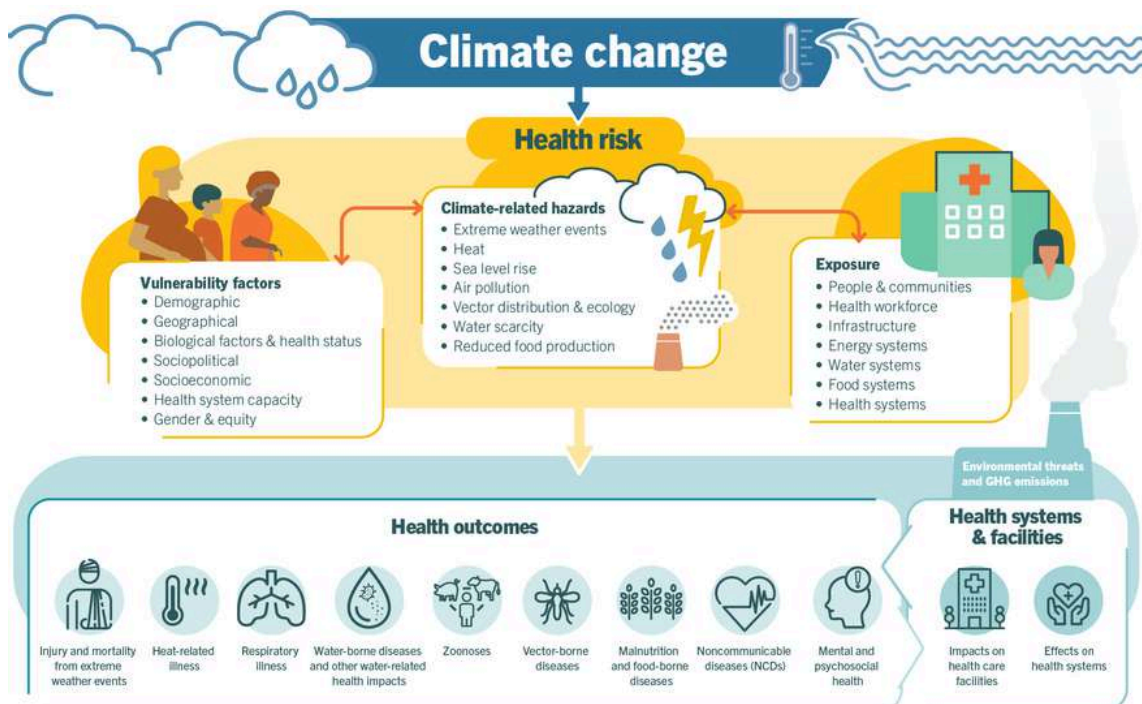 Climate change
Health risk
Vulnerability factors
• Demographic
• Geographical
• Biological factors & health status
• Sociopolitical
• Socioeconomic
• Health system capacity
• Gender & equity
Climate-related hazards
• Extreme weather events
• Heat
• Sea level rise
• Air pollution
• Vector distribution & ecology
• Water scarcity
• Reduced food production
Exposure
• People & communities
• Health workforce
• Infrastructure
• Energy systems
• Water systems
• Food systems
• Health systems
Environmental threats
and GHG emissions
Health outcomes
Injury and mortality
from extreme
weather events
Heat-related
illness
Respiratory
illness
Water-borne diseases
and other water-related
health impacts
Zoonoses
Vector-borne
diseases
Malnutrition
and food-borne
diseases
Noncommunicable
diseases (NCDs)
Mental and
psychosocial
health
Health systems
& facilities
Impacts on
health care
facilities
Effects on
health systems